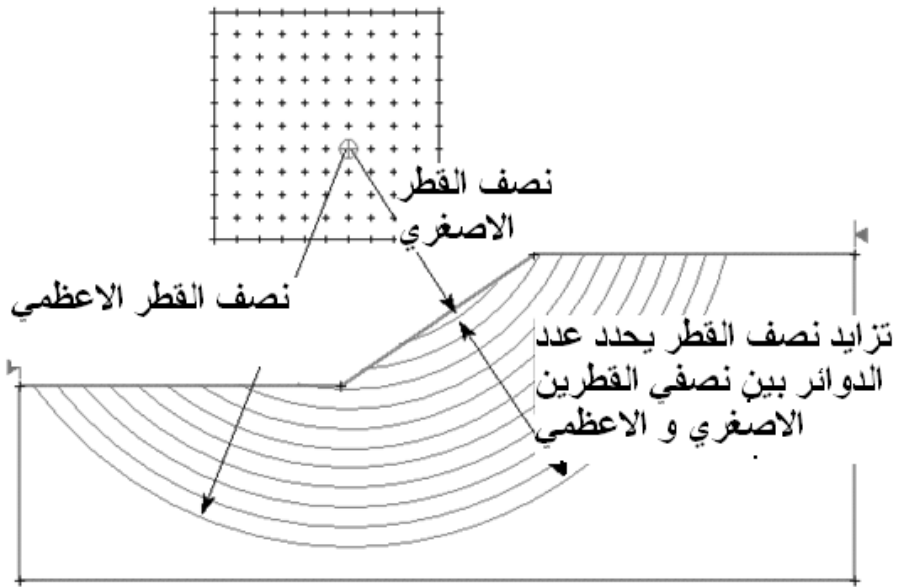 نصف القطر
الاصغري
نصف القطر الاعظمي
تزايد نصف القطر يحدد عدد
الدوائر بين نصفي القطرين
الاصغري و الاعظمي